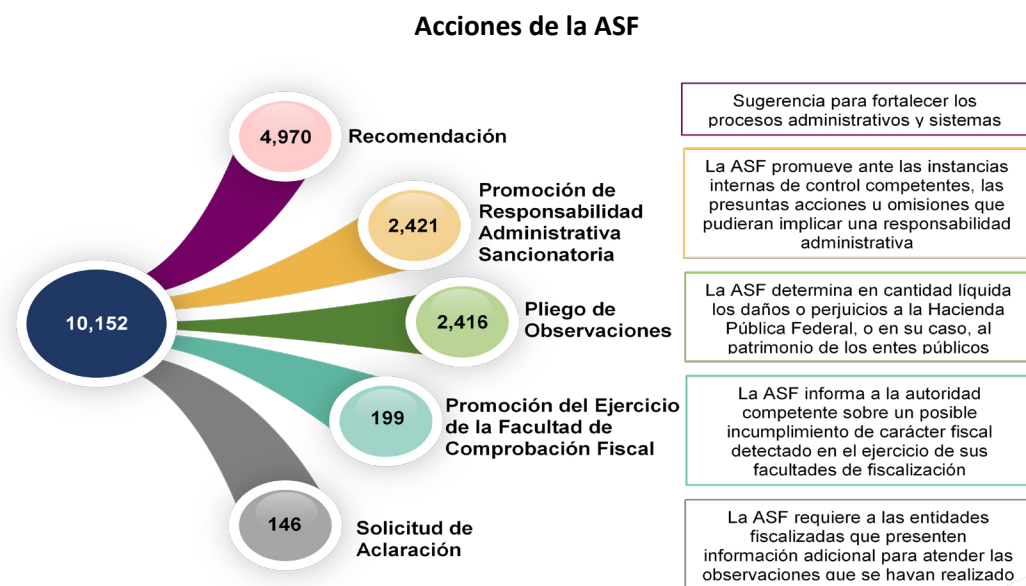 Acciones de la ASF
10,152
4,970
Recomendación
Sugerencia para fortalecer los
procesos administrativos y sistemas
2,421
Promoción de
Responsabilidad
Administrativa
Sancionatoria
La ASF promueve ante las instancias
internas de control competentes, las
presuntas acciones u omisiones que
pudieran implicar una responsabilidad
administrativa
2,416
Pliego de
Observaciones
La ASF determina en cantidad líquida
los daños o perjuicios a la Hacienda
Pública Federal, o en su caso, al
patrimonio de los entes públicos
199
Promoción del Ejercicio
de la Facultad de
Comprobación Fiscal
La ASF informa a la autoridad
competente sobre un posible
incumplimiento de carácter fiscal
detectado en el ejercicio de sus
facultades de fiscalización
146
Solicitud de
Aclaración
La ASF requiere a las entidades
fiscalizadas que presenten
información adicional para atender las
observaciones que se hayan realizado